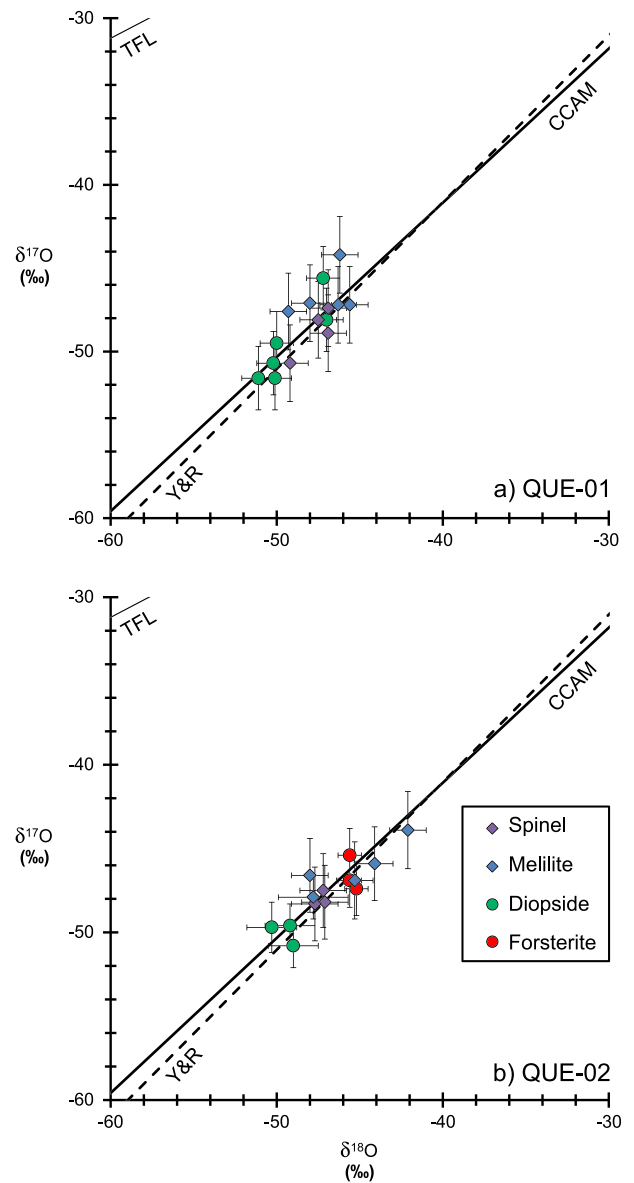 -30
TFL
CCAM
-40
δ¹⁷O
(‰)
-50
Y&R
a) QUE-01
-60
-60
-50
-40
-30
-30
TFL
CCAM
-40
δ¹⁷O
(‰)
Spinel
Melilite
Diopside
Forsterite
-50
Y&R
b) QUE-02
-60
-60
-50
-40
-30
δ¹⁸O
(‰)